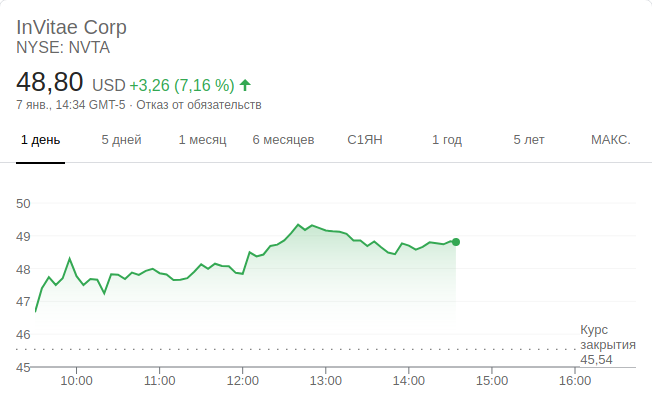 InVitae Corp
NYSE: NVTA
48,80 USD +3,26 (7,16 %)
7 янв., 14:34 GMT-5 · Отказ от обязательств
1 день 5 дней 1 месяц 6 месяцев С1ЯН 1 год 5 лет МАКС.
50
49
48
47
46
45
Курс
закрытия
45,54
10:00 11:00 12:00 13:00 14:00 15:00 16:00